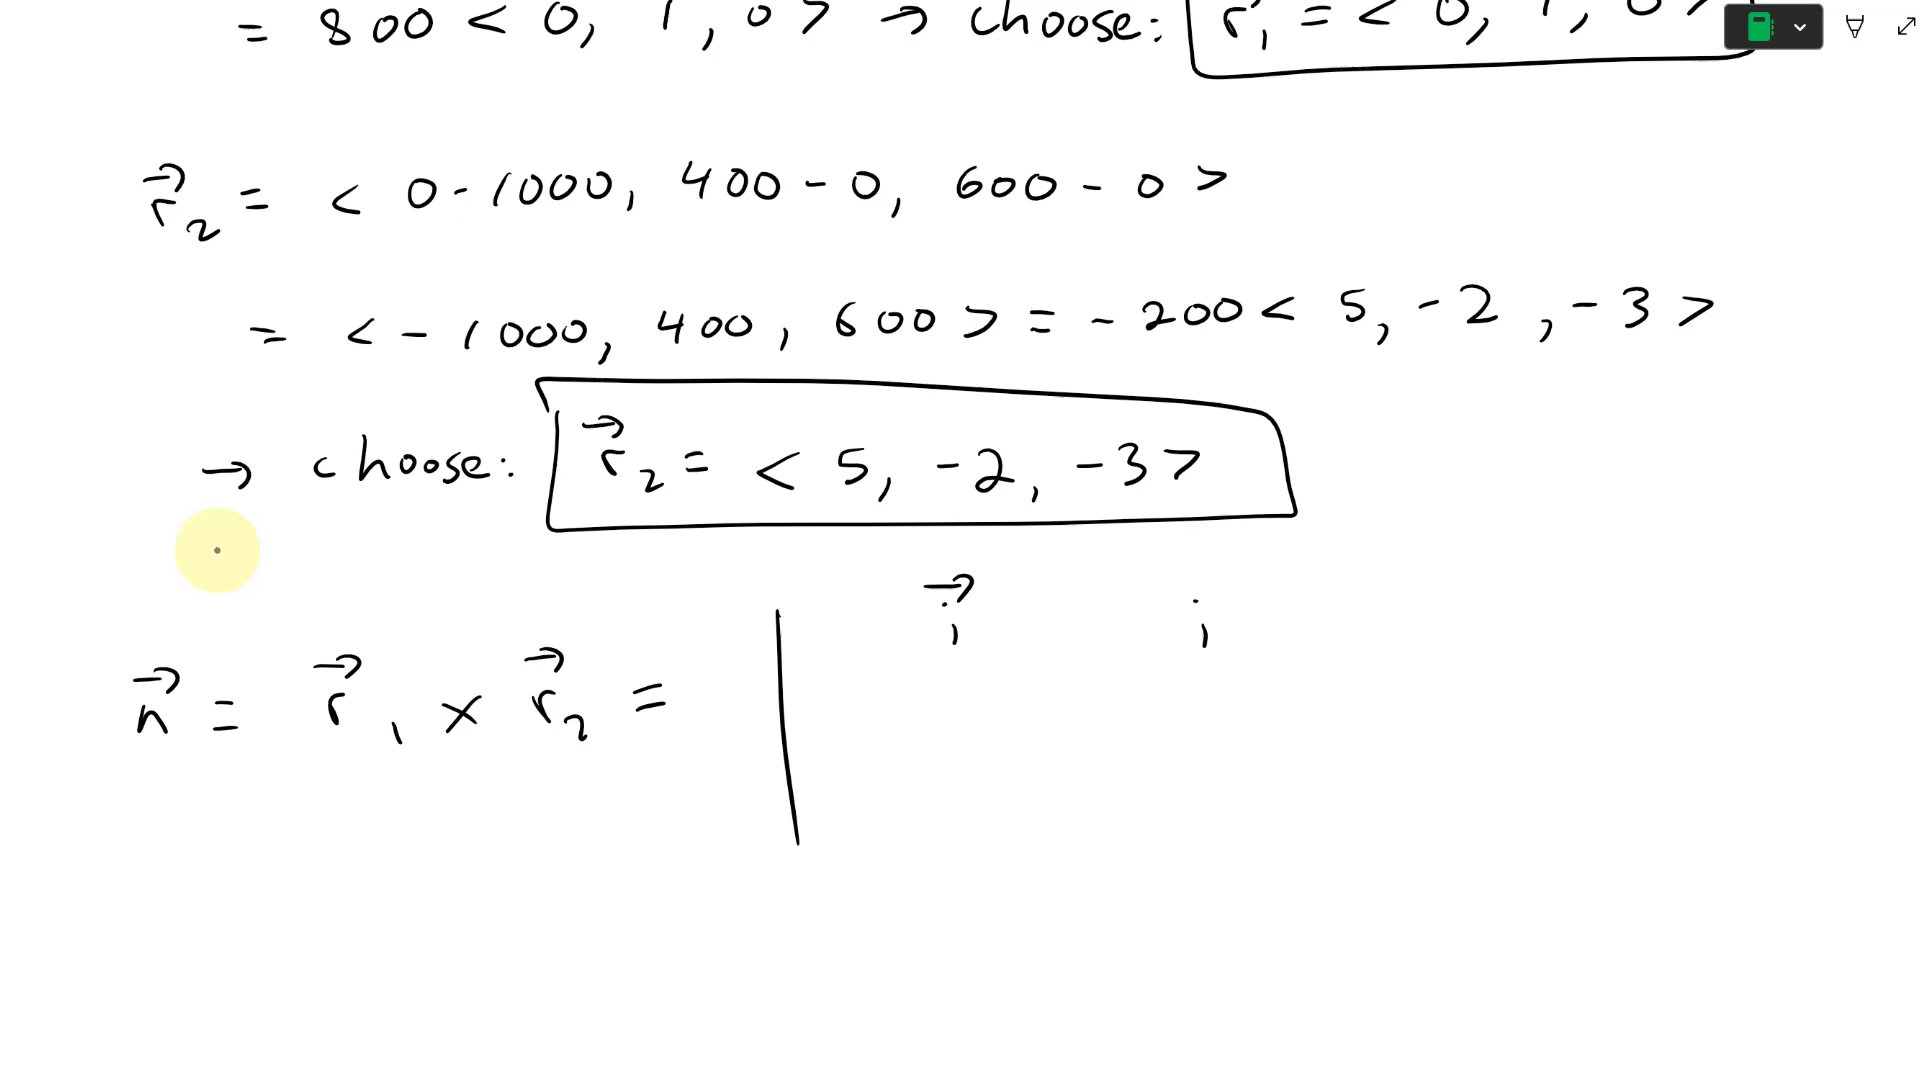 = 800 < 0, 1, 0 > → choose: r⃗₁ = < 0, 1, 0 >
r⃗₂ = < 0 - 1000, 400 - 0, 600 - 0 >
= < - 1000, 400, 600 > = - 200 < 5, - 2, - 3 >
→ choose: r⃗₂ = < 5, -2, -3 >
i⃗ i
n⃗ = r⃗₁ × r⃗₂ = |